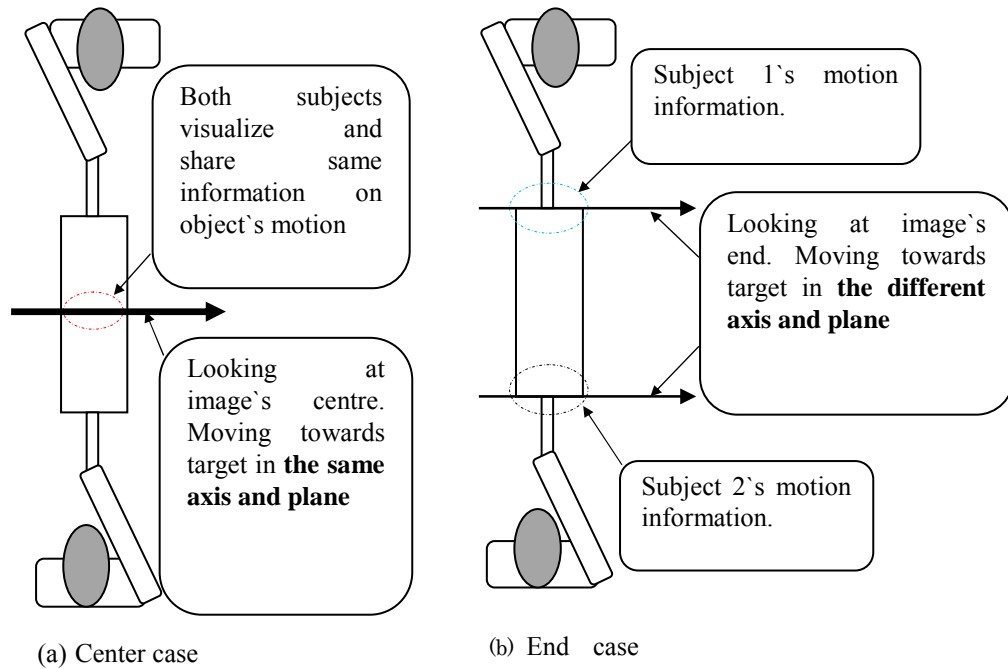 Both subjects
visualize and
share same
information on
object`s motion
Looking at
image`s centre.
Moving towards
target in the same
axis and plane
(a) Center case
Subject 1`s motion
information.
Looking at image`s
end. Moving towards
target in the different
axis and plane
Subject 2`s motion
information.
(b) End case